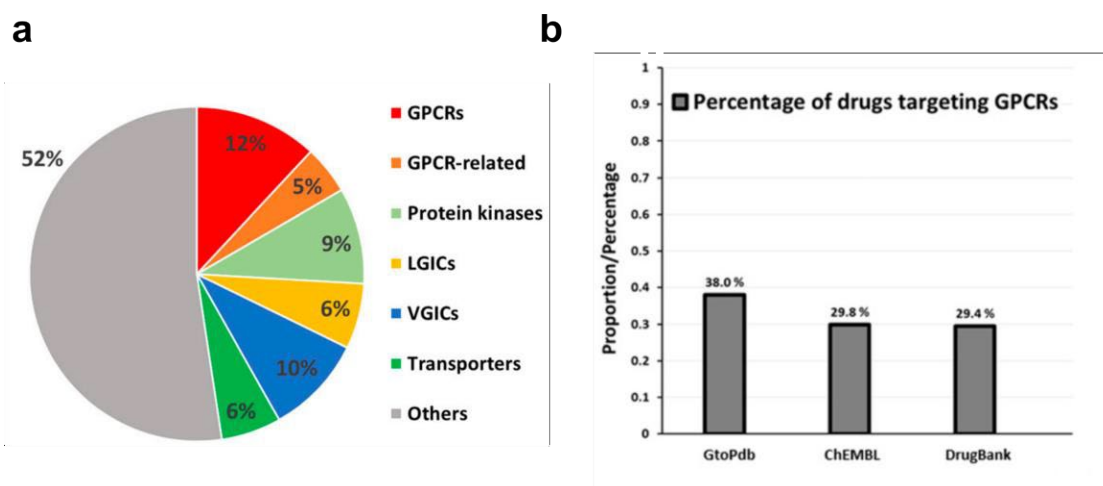 a
52%
12%
5%
9%
6%
10%
6%
GPCRs
GPCR-related
Protein kinases
LGICs
VGICs
Transporters
Others
b
Proportion/Percentage
1
0.9
0.8
0.7
0.6
0.5
0.4
0.3
0.2
0.1
0
Percentage of drugs targeting GPCRs
38.0 %
29.8 %
29.4 %
GtoPdb
ChEMBL
DrugBank